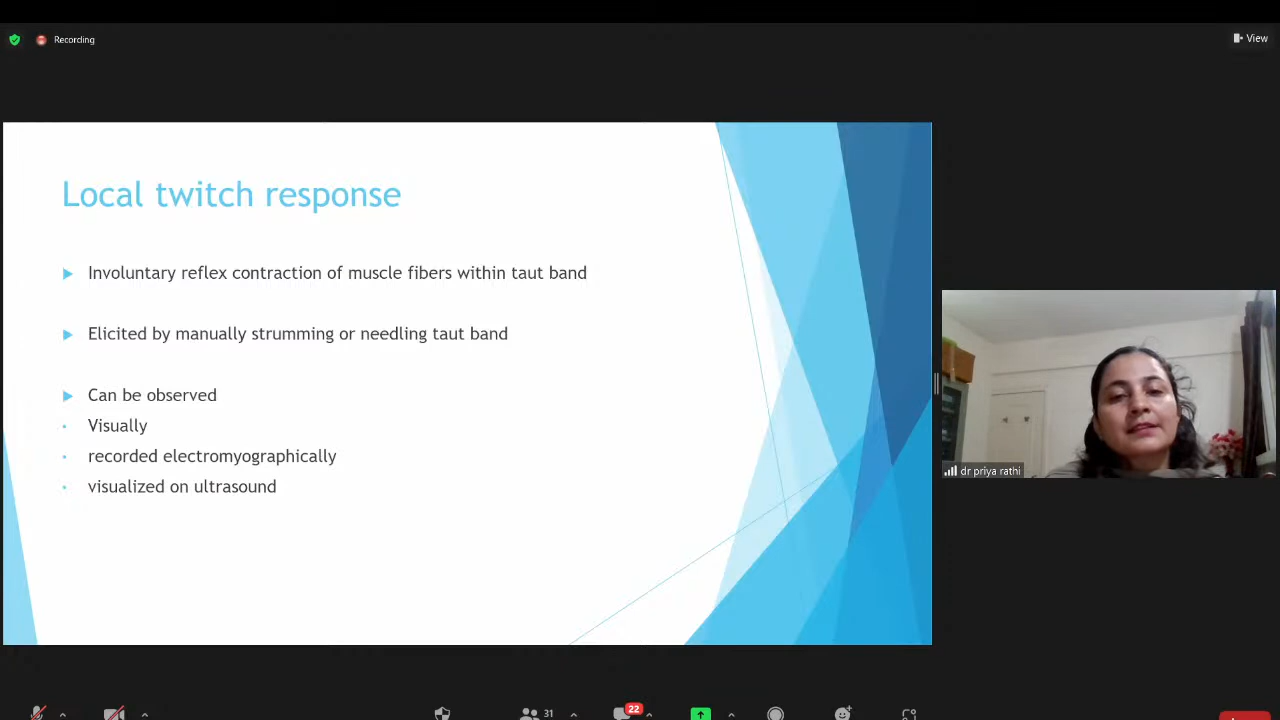 Recording
View
Local twitch response
Involuntary reflex contraction of muscle fibers within taut band
Elicited by manually strumming or needling taut band
Can be observed
Visually
recorded electromyographically
visualized on ultrasound
dr priya rathi
31
22